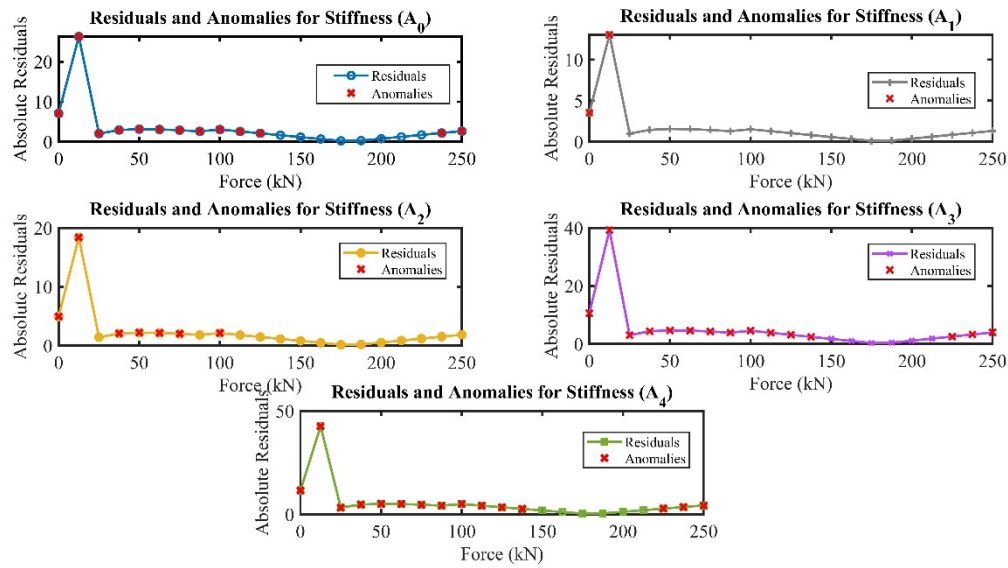 Residuals and Anomalies for Stiffness (A_0)
Absolute Residuals
20
10
0
Residuals
Anomalies
0 50 100 150 200 250
Force (kN)
Residuals and Anomalies for Stiffness (A_1)
Absolute Residuals
10
5
0
Residuals
Anomalies
0 50 100 150 200 250
Force (kN)
Residuals and Anomalies for Stiffness (A_2)
Absolute Residuals
20
10
0
Residuals
Anomalies
0 50 100 150 200 250
Force (kN)
Residuals and Anomalies for Stiffness (A_3)
Absolute Residuals
40
20
0
Residuals
Anomalies
0 50 100 150 200 250
Force (kN)
Residuals and Anomalies for Stiffness (A_4)
Absolute Residuals
50
0
Residuals
Anomalies
0 50 100 150 200 250
Force (kN)